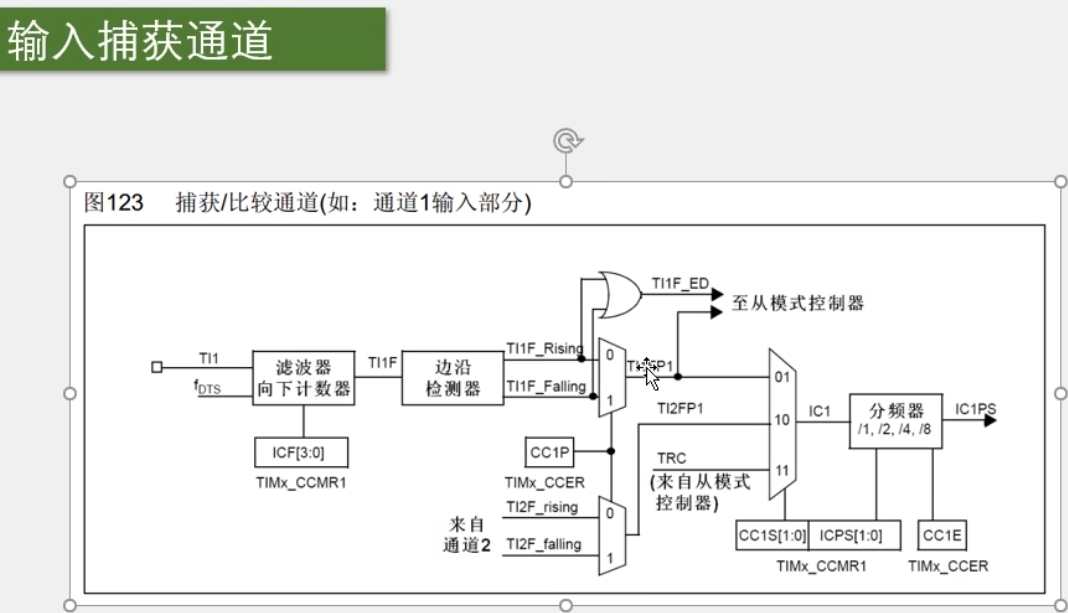 输入捕获通道
图123 捕获/比较通道(如：通道1输入部分)
TI1F_ED
至从模式控制器
TI1
fDTS
滤波器
向下计数器
TI1F
边沿
检测器
TI1F_Rising
TI1F_Falling
0
1
01
10
11
TI2FP1
TRC
(来自从模式
控制器)
IC1
分频器
/1, /2, /4, /8
IC1PS
ICF[3:0]
TIMx_CCMR1
CC1P
TIMx_CCER
来自
通道2
TI2F_rising
TI2F_falling
0
1
CC1S[1:0] ICPS[1:0]
TIMx_CCMR1
CC1E
TIMx_CCER